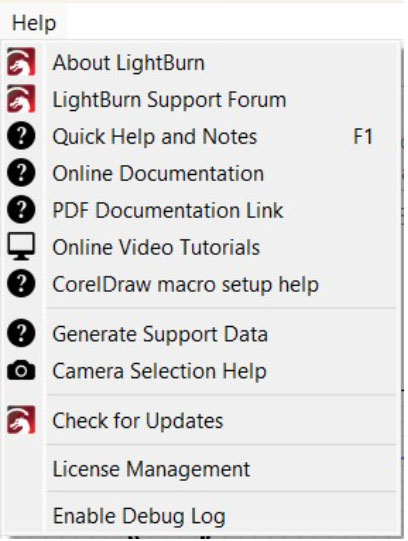 Help
About LightBurn
LightBurn Support Forum
Quick Help and Notes F1
Online Documentation
PDF Documentation Link
Online Video Tutorials
CorelDraw macro setup help
Generate Support Data
Camera Selection Help
Check for Updates
License Management
Enable Debug Log